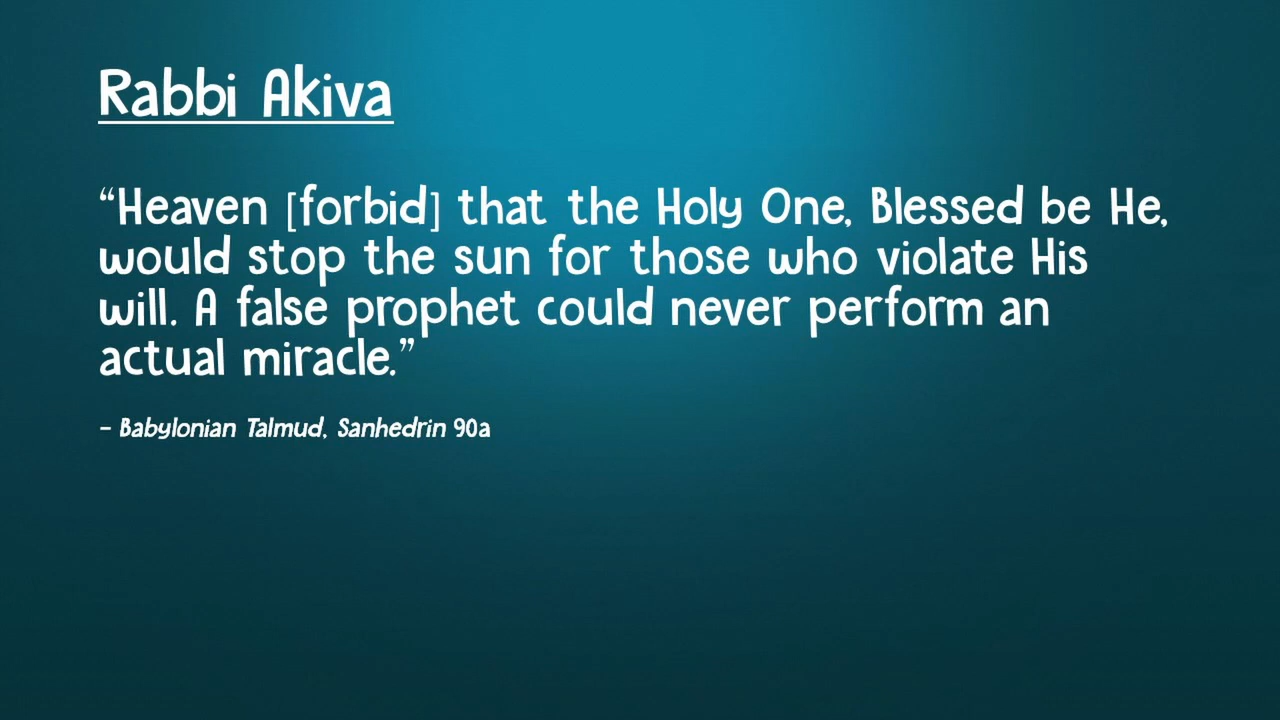 Rabbi Akiva
“Heaven [forbid] that the Holy One, Blessed be He,
would stop the sun for those who violate His
will. A false prophet could never perform an
actual miracle.”
– Babylonian Talmud, Sanhedrin 90a